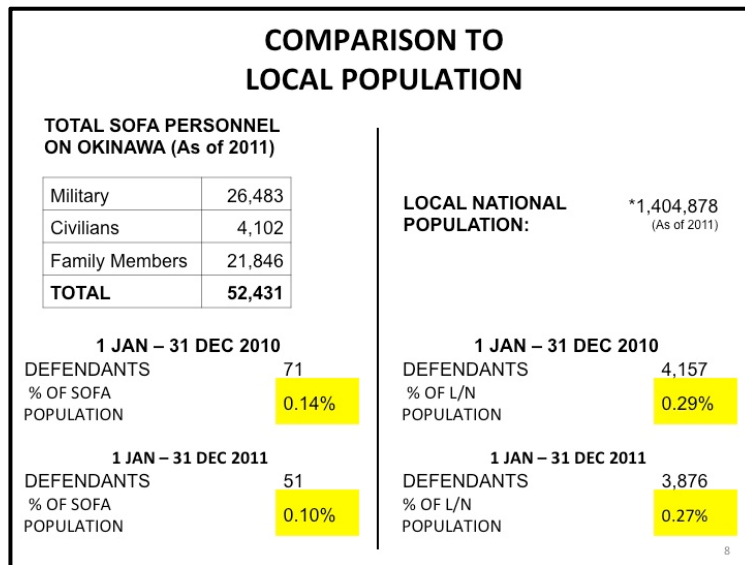 COMPARISON TO
LOCAL POPULATION
TOTAL SOFA PERSONNEL
ON OKINAWA (As of 2011)
Military 26,483
Civilians 4,102
Family Members 21,846
TOTAL 52,431
1 JAN – 31 DEC 2010
DEFENDANTS 71
% OF SOFA
POPULATION 0.14%
1 JAN – 31 DEC 2011
DEFENDANTS 51
% OF SOFA
POPULATION 0.10%
LOCAL NATIONAL *1,404,878
POPULATION: (As of 2011)
1 JAN – 31 DEC 2010
DEFENDANTS 4,157
% OF L/N
POPULATION 0.29%
1 JAN – 31 DEC 2011
DEFENDANTS 3,876
% OF L/N
POPULATION 0.27%
8